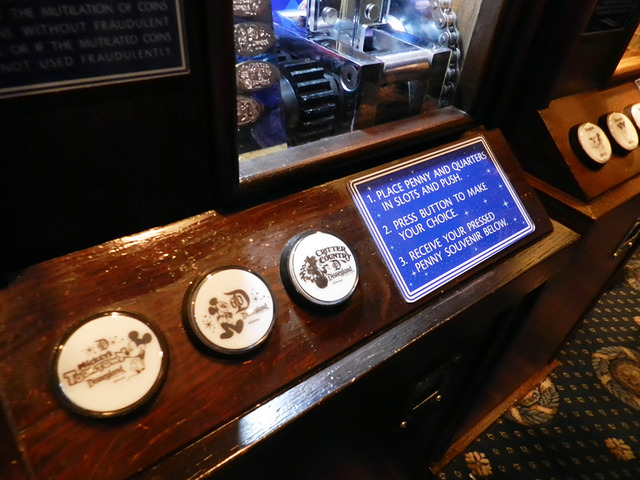 THE MUTILATION OF COINS
WITHOUT FRAUDULENT
OR IF THE MUTILATED COINS
NOT USED FRAUDULENTLY.
1. PLACE PENNY AND QUARTERS
IN SLOTS AND PUSH.
2. PRESS BUTTON TO MAKE
YOUR CHOICE.
3. RECEIVE YOUR PRESSED
PENNY SOUVENIR BELOW.
CRITTER
COUNTRY
Disneyland
Disneyland
Disneyland